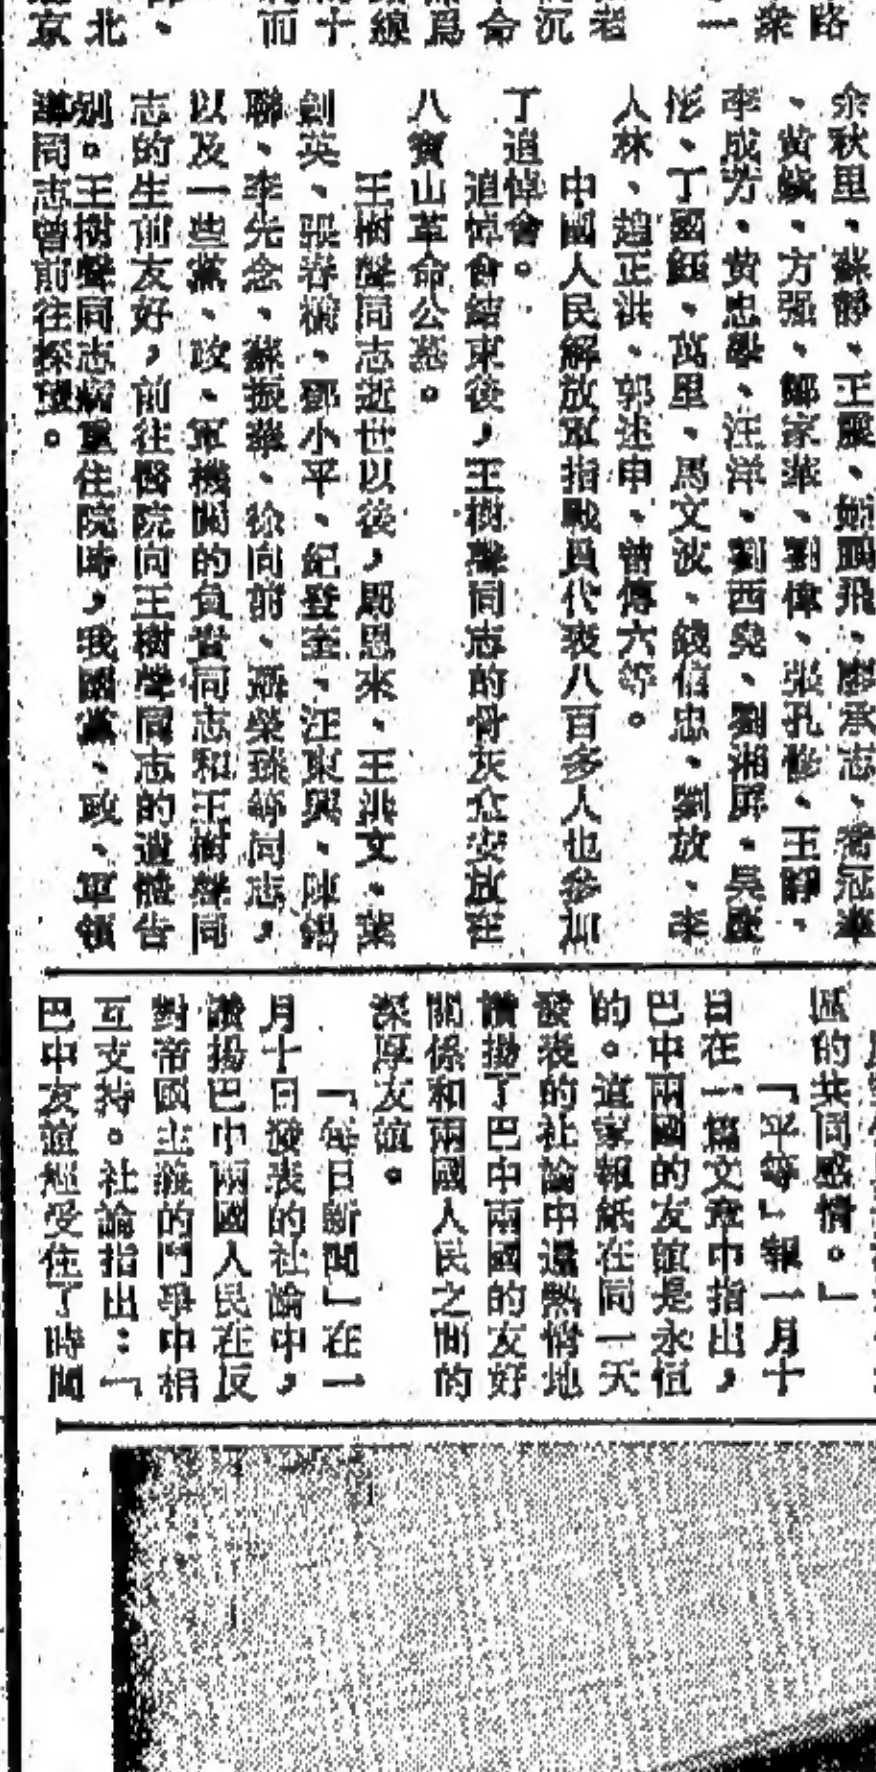 路
衆
一
老
沉
命
爲
線
十
而
北
京
余秋里、蘇靜、王震、姬鵬飛、廖承志、喬冠華
、黃鎮、方强、鄒家華、劉偉、張孔修、王靜、
李成芳、黃忠學、汪洋、劉西堯、劉湘屏、吳慶
彤、丁國鈺、萬里、馬文波、錢信忠、劉放、李
人林、趙正洪、郭述申、曾傳六等。
中國人民解放軍指戰員代表八百多人也參加
了追悼會。
追悼會結束後，王樹聲同志的骨灰盒安放在
八寶山革命公墓。
王樹聲同志逝世以後，周恩來、王洪文、葉
劍英、張春橋、鄧小平、紀登奎、汪東興、陳錫
聯、李先念、蘇振華、徐向前、聶榮臻等同志，
以及一些黨、政、軍機關的負責同志和王樹聲同
志的生前友好，前往醫院向王樹聲同志的遺體告
别。王樹聲同志病重住院時，我國黨、政、軍領
導同志曾前往探望。
區的共同感情。」
「平等」報一月十
日在一篇文章中指出，
巴中兩國的友誼是永恒
的。這家報紙在同一天
發表的社論中還熱情地
讚揚了巴中兩國的友好
關係和兩國人民之間的
深厚友誼。
「每日新聞」在一
月十日發表的社論中，
讚揚巴中兩國人民在反
對帝國主義的鬥爭中相
互支持。社論指出：「
巴中友誼經受住了時間